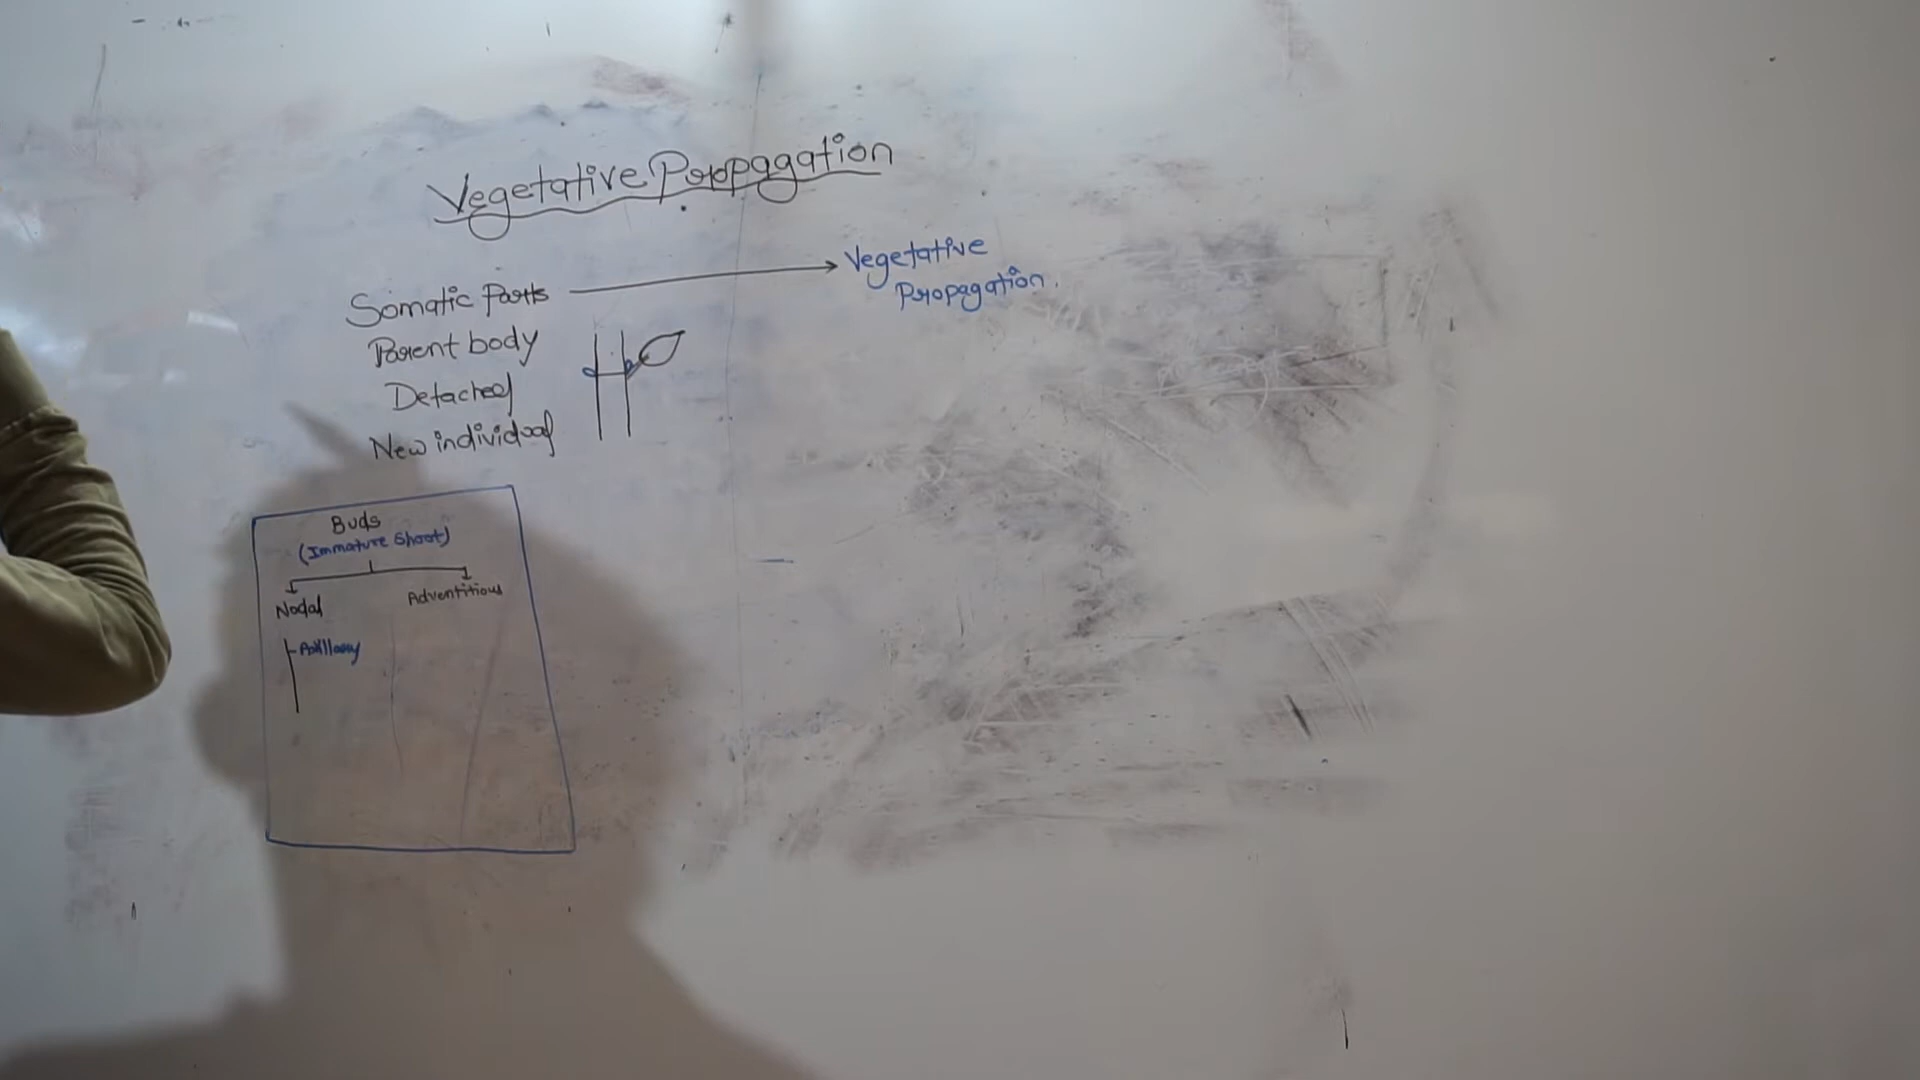 Vegetative Propagation
Somatic Parts
Vegetative
Propagation.
Parent body
Detached
New individual
Buds
(Immature Shoot)
Nodal
Adventitious
Axillary